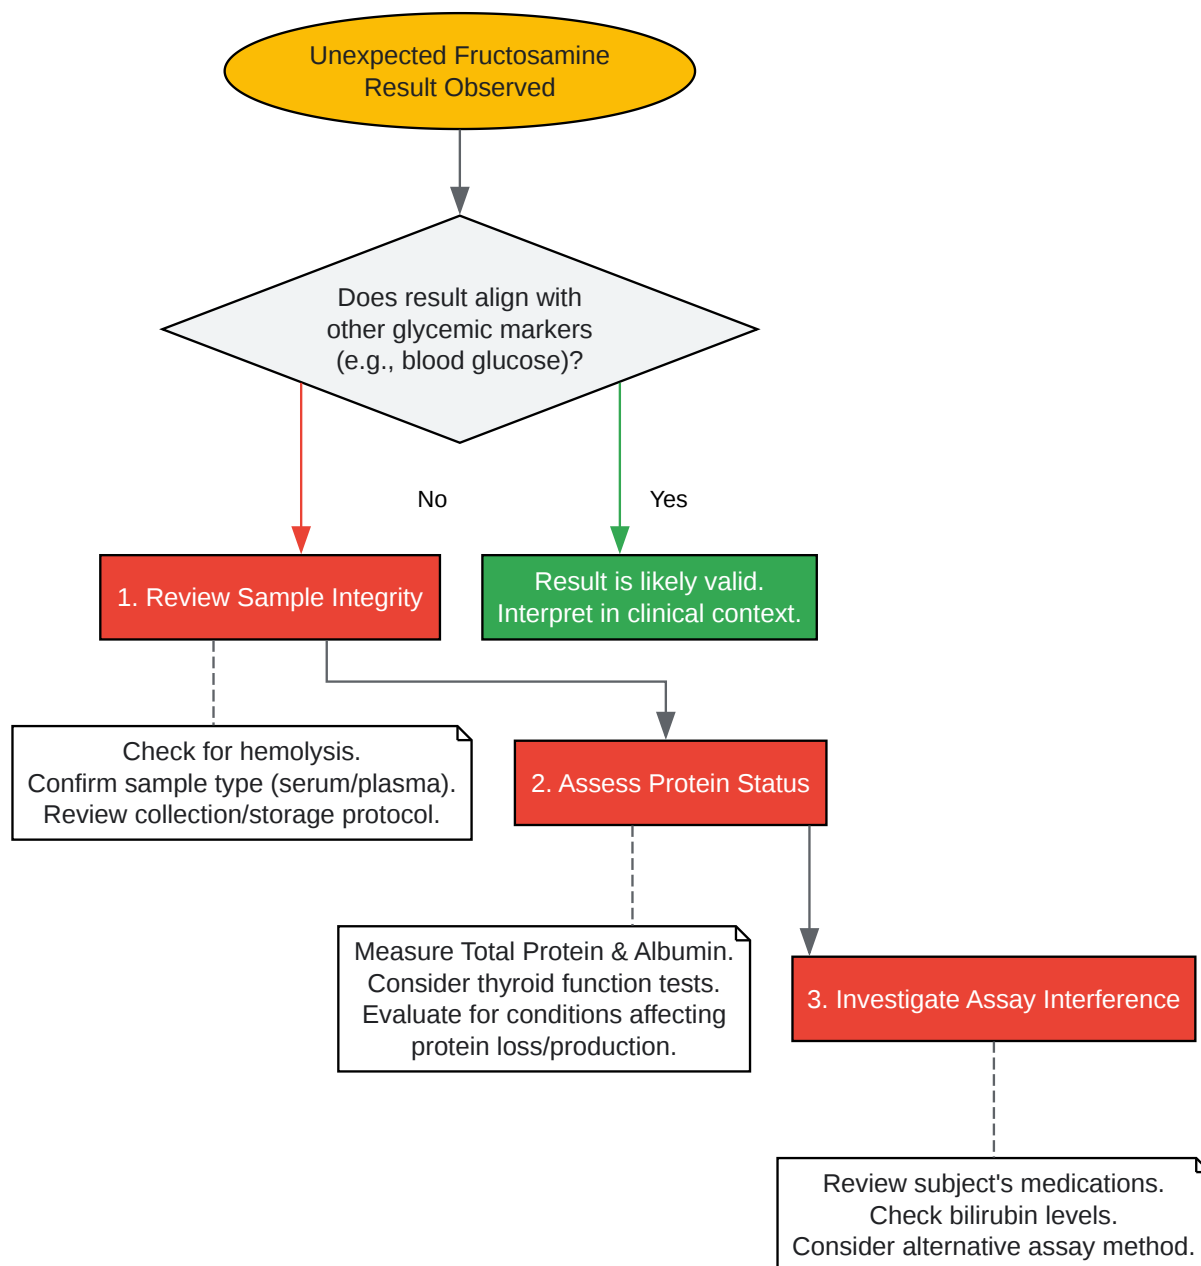 Unexpected Fructosamine
Result Observed
Does result align with
other glycemic markers
(e.g., blood glucose)?
No
Yes
1. Review Sample Integrity
Result is likely valid.
Interpret in clinical context.
Check for hemolysis.
Confirm sample type (serum/plasma).
Review collection/storage protocol.
2. Assess Protein Status
Measure Total Protein & Albumin.
Consider thyroid function tests.
Evaluate for conditions affecting
protein loss/production.
3. Investigate Assay Interference
Review subject's medications.
Check bilirubin levels.
Consider alternative assay method.